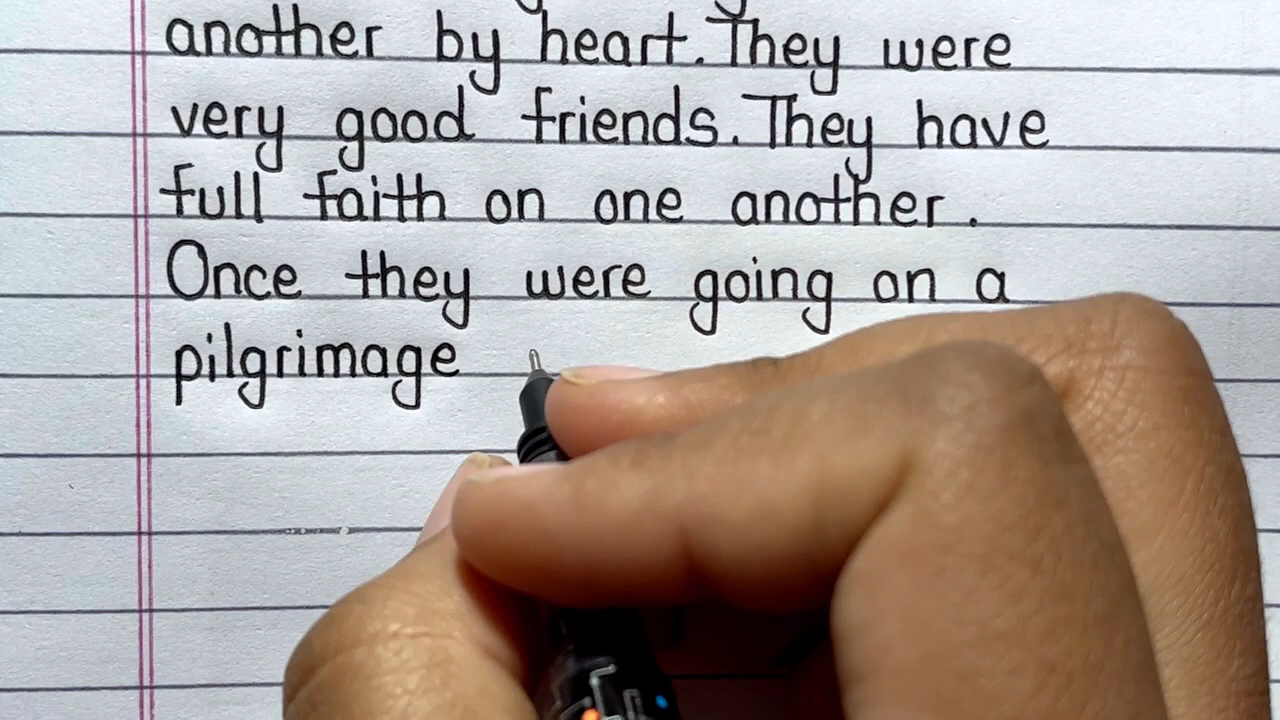 another by heart. They were
very good friends. They have
full faith on one another.
Once they were going on a
pilgrimage